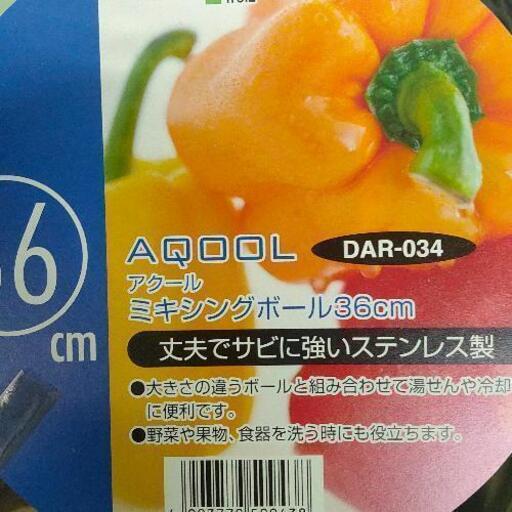 6
cm
AQOOL DAR-034
アクール
ミキシングボール36cm
丈夫でサビに強いステンレス製
●大きさの違うボールと組み合わせて湯せんや冷却
に便利です。
●野菜や果物、食器を洗う時にも役立ちます。